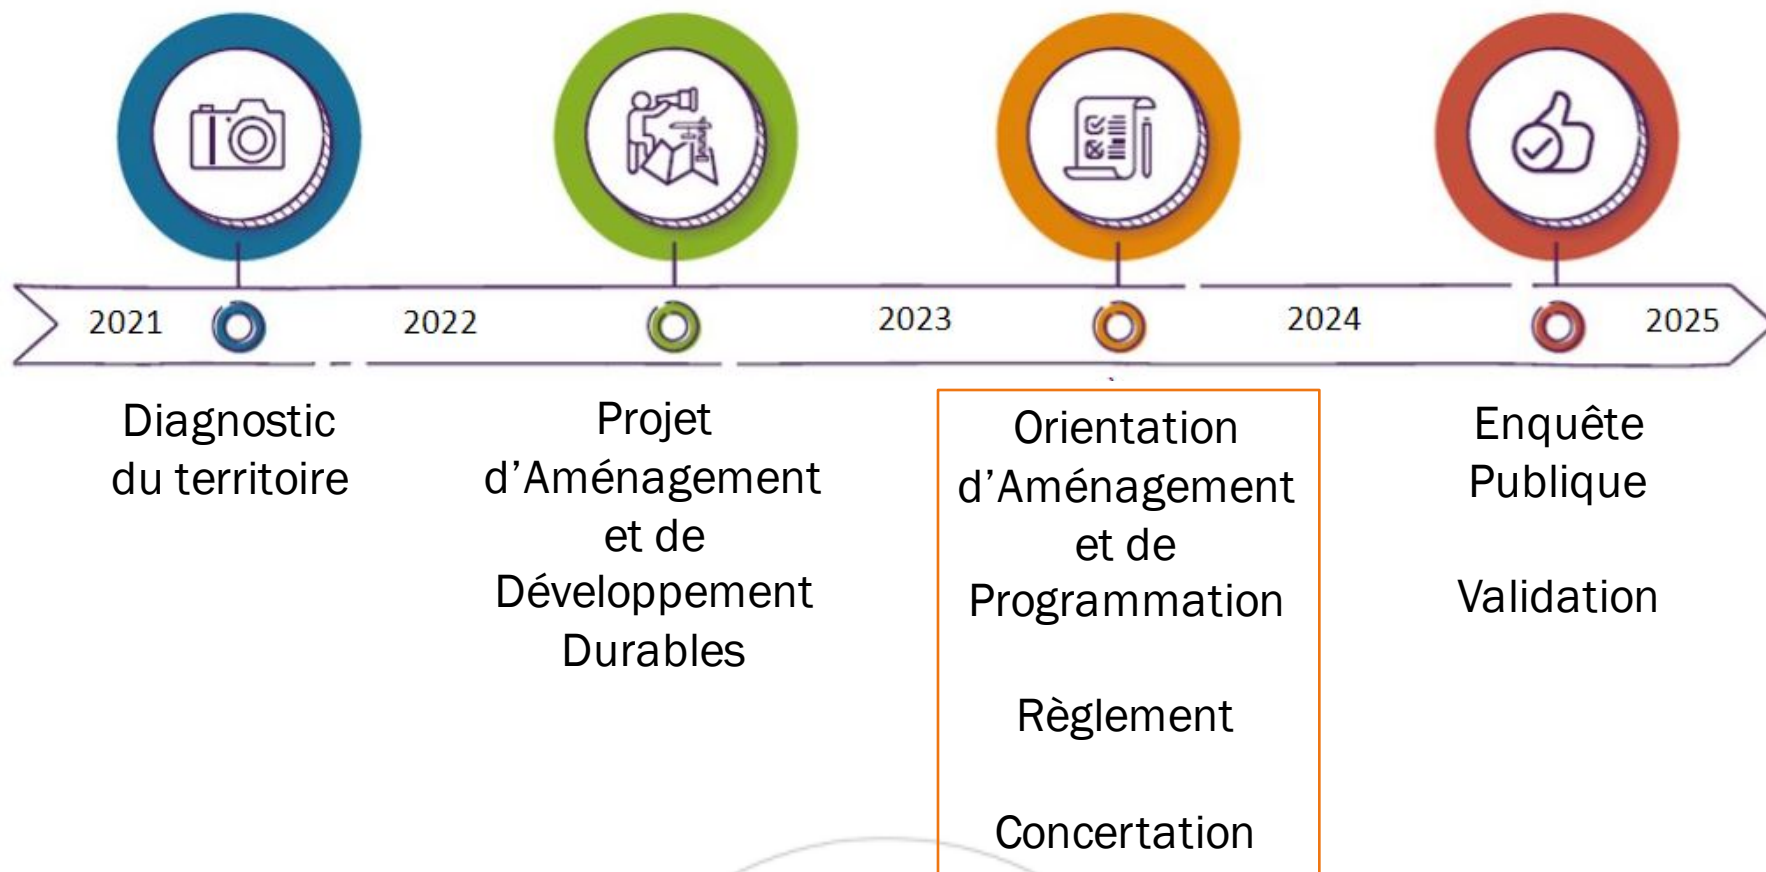 2021
2022
2023
2024
2025
Diagnostic
du territoire
Projet
d’Aménagement
et de
Développement
Durables
Orientation
d’Aménagement
et de
Programmation
Règlement
Concertation
Enquête
Publique
Validation